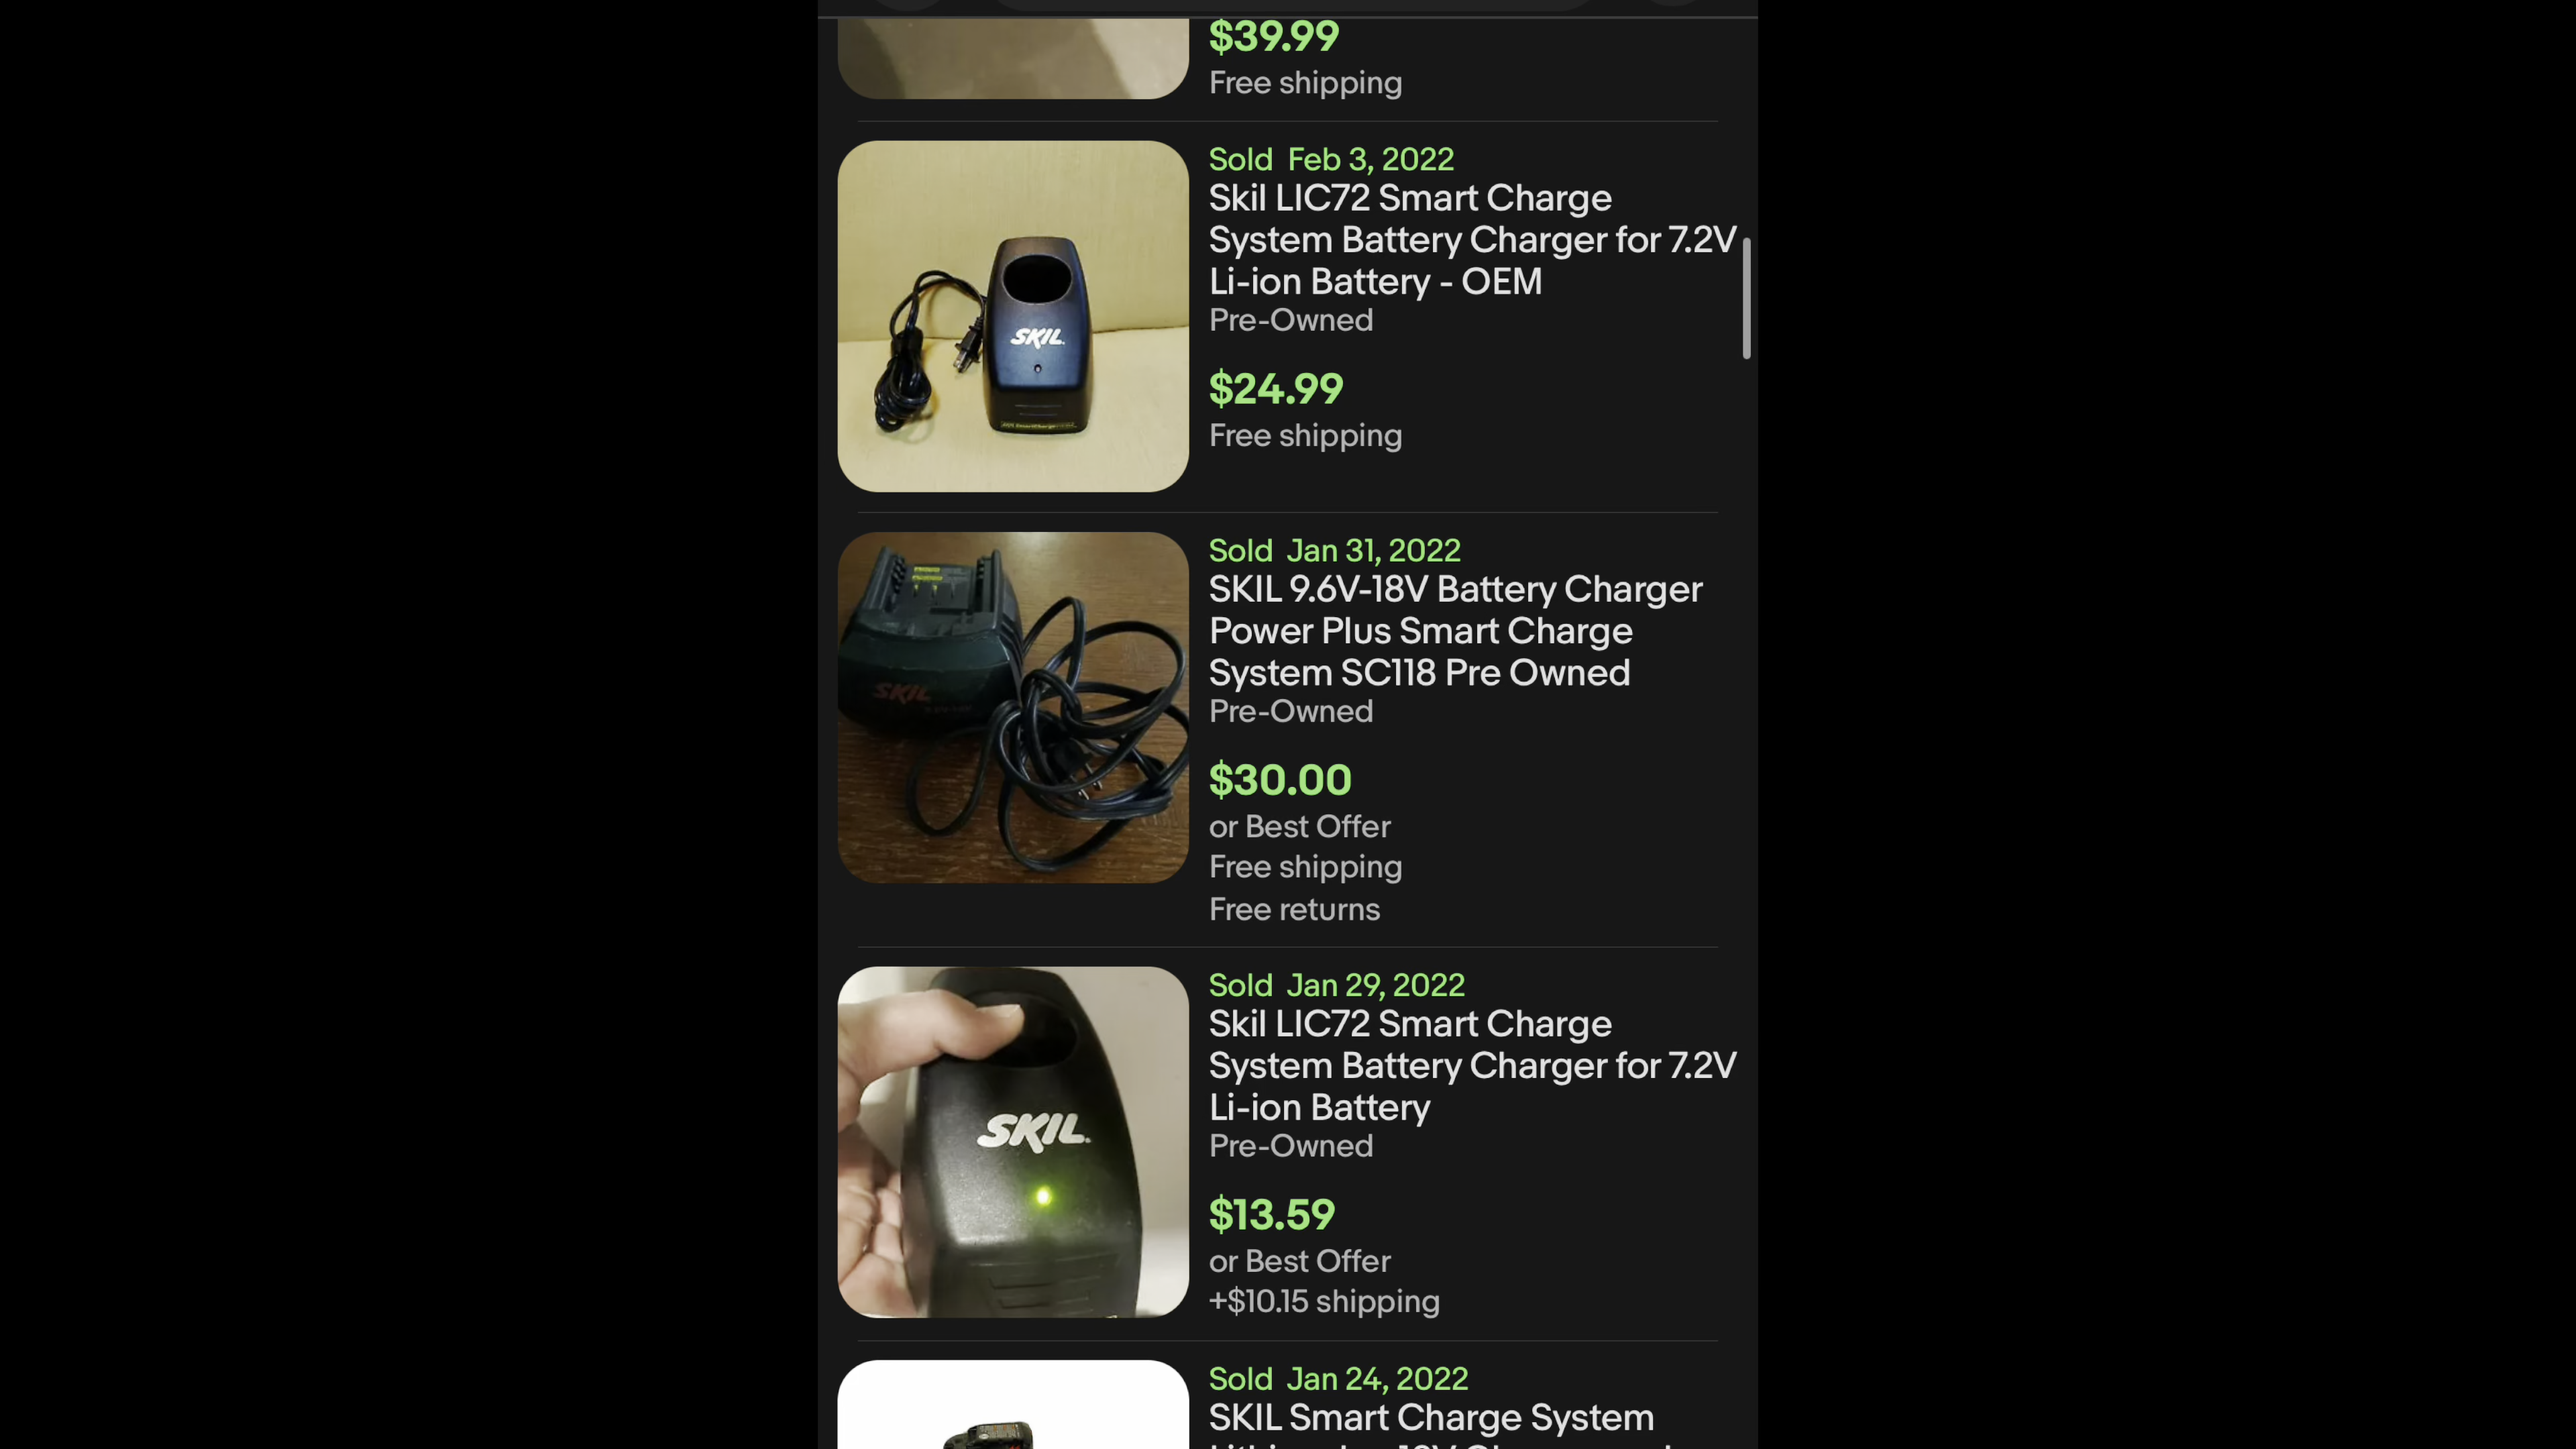 $39.99
Free shipping
Sold Feb 3, 2022
Skil LIC72 Smart Charge
System Battery Charger for 7.2V
Li-ion Battery - OEM
Pre-Owned
$24.99
Free shipping
SKIL
Sold Jan 31, 2022
SKIL 9.6V-18V Battery Charger
Power Plus Smart Charge
System SC118 Pre Owned
Pre-Owned
$30.00
or Best Offer
Free shipping
Free returns
SKIL
Sold Jan 29, 2022
Skil LIC72 Smart Charge
System Battery Charger for 7.2V
Li-ion Battery
Pre-Owned
$13.59
or Best Offer
+$10.15 shipping
SKIL
Sold Jan 24, 2022
SKIL Smart Charge System